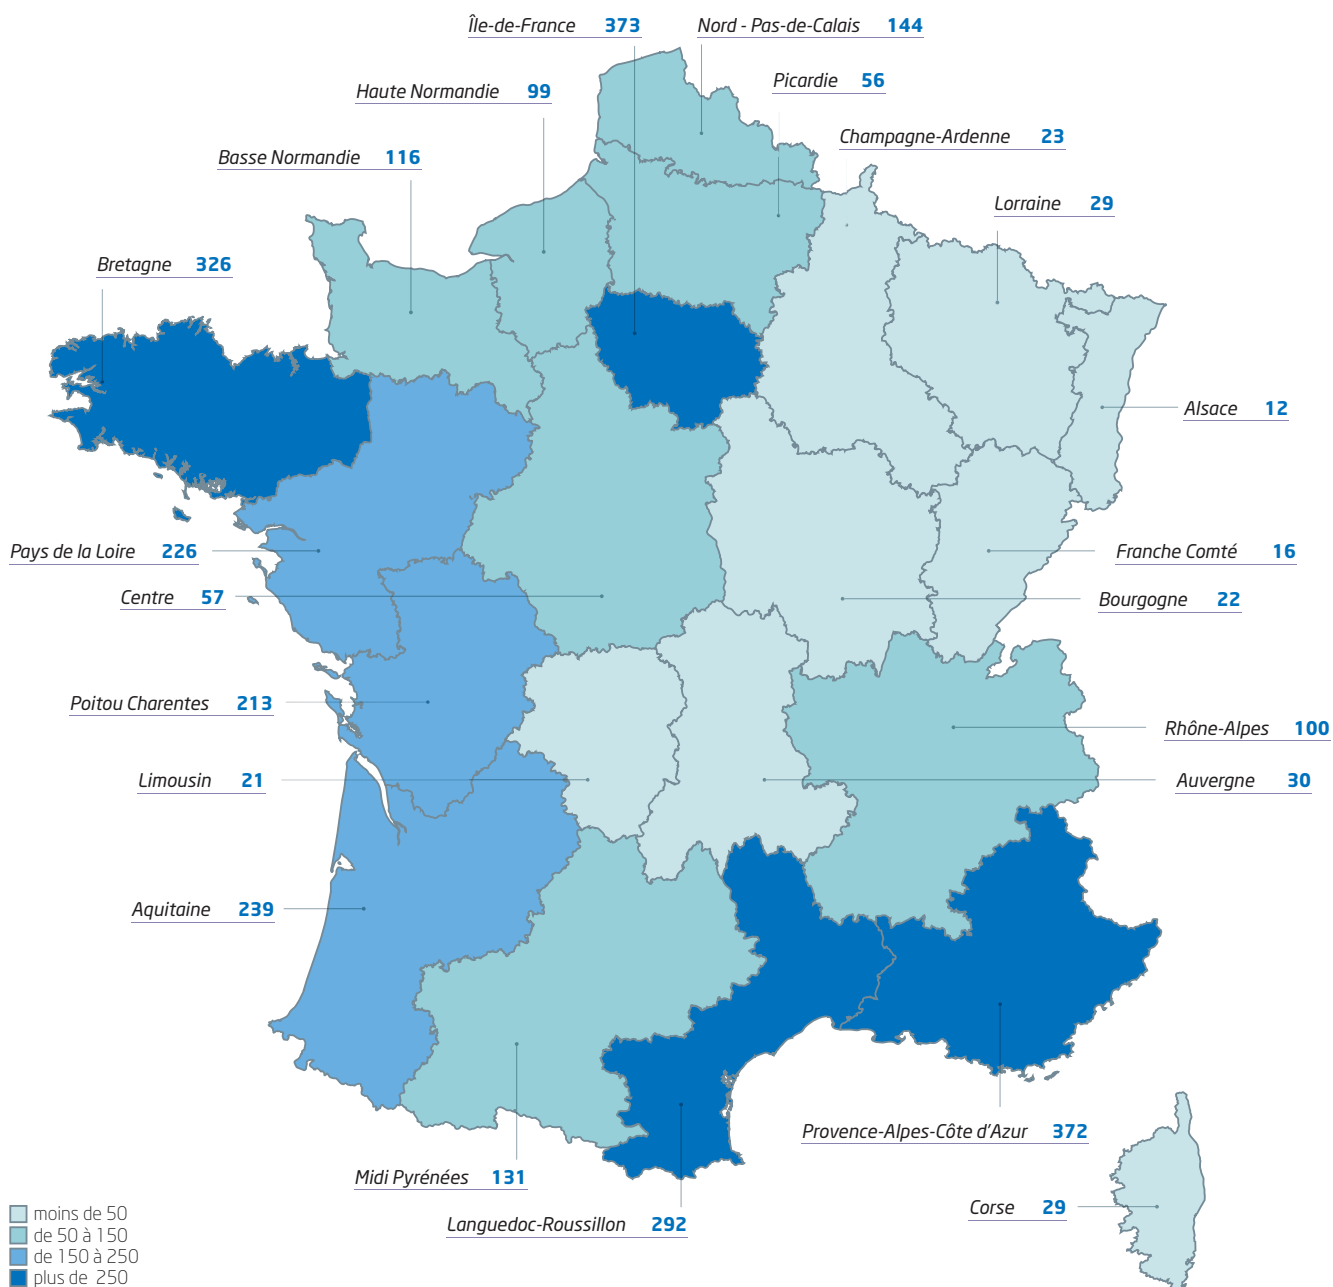 Île-de-France 373
Nord - Pas-de-Calais 144
Picardie 56
Haute Normandie 99
Champagne-Ardenne 23
Basse Normandie 116
Lorraine 29
Bretagne 326
Alsace 12
Pays de la Loire 226
Franche Comté 16
Centre 57
Bourgogne 22
Poitou Charentes 213
Rhône-Alpes 100
Limousin 21
Auvergne 30
Aquitaine 239
Provence-Alpes-Côte d'Azur 372
Midi Pyrénées 131
Corse 29
Languedoc-Roussillon 292
moins de 50
de 50 à 150
de 150 à 250
plus de 250